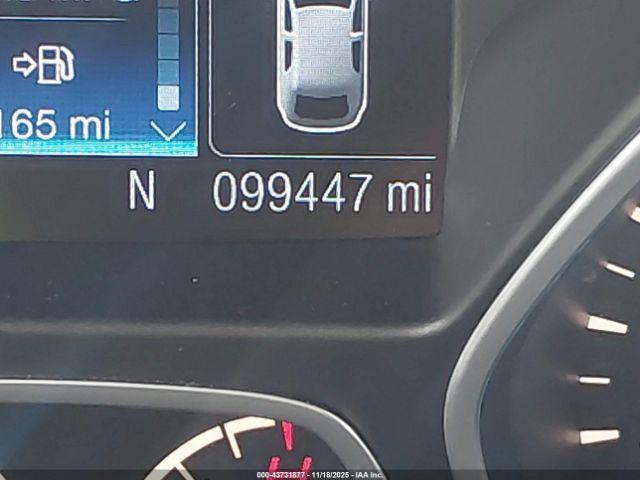 165 mi
N 099447 mi
H
000-43731877 - 11/18/2025 - IAA Inc.